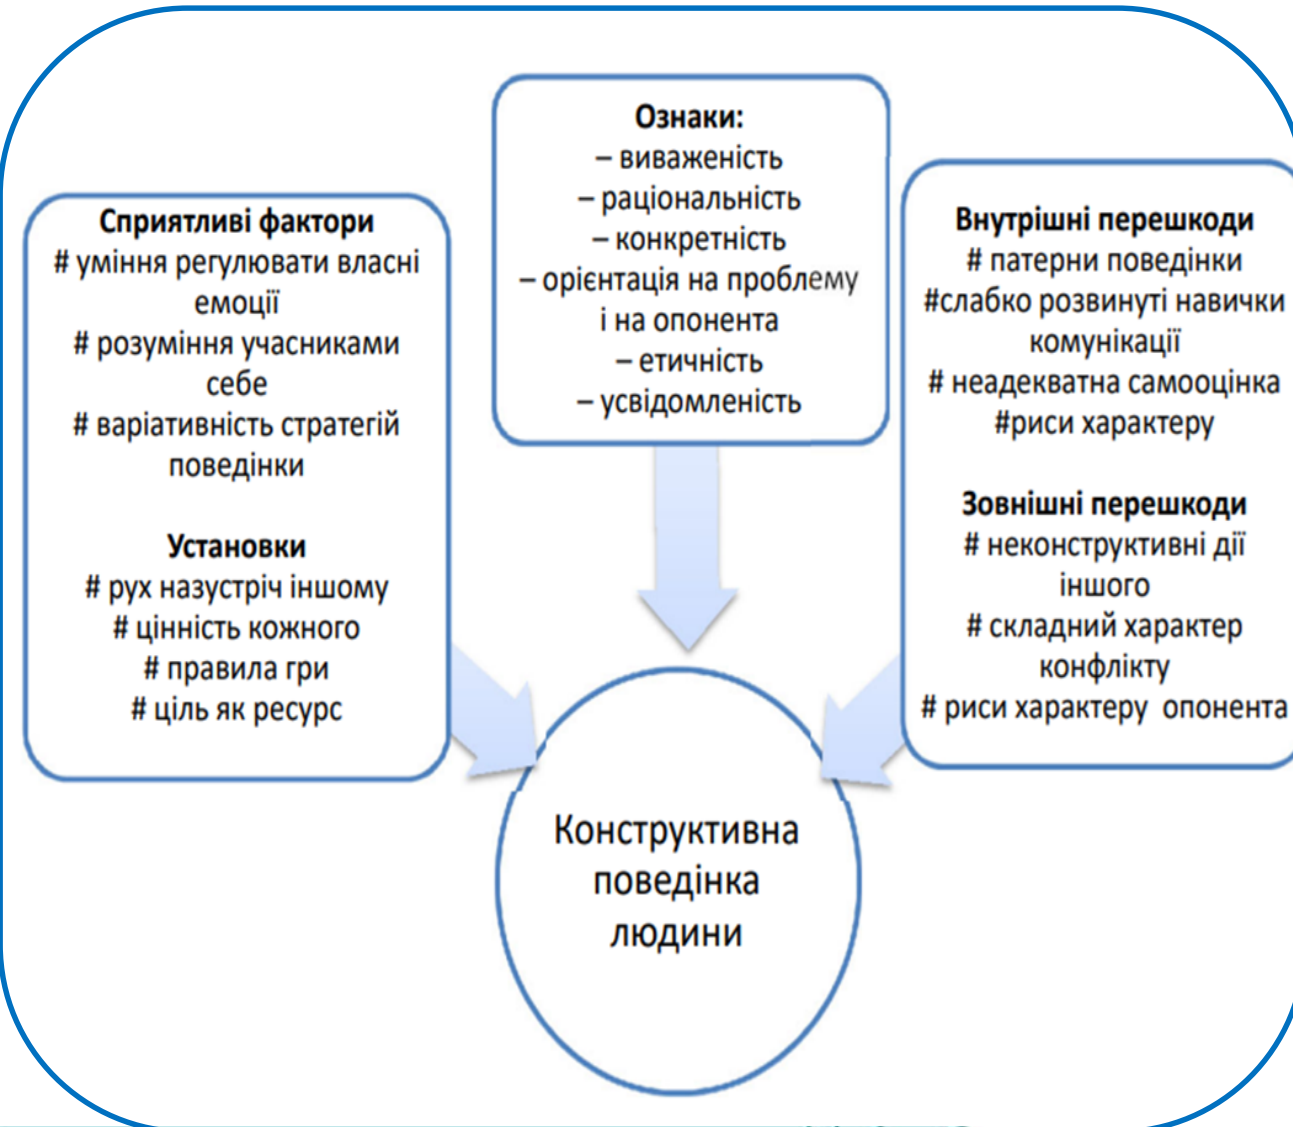 Ознаки:
– виваженість
– раціональність
– конкретність
– орієнтація на проблему
і на опонента
– етичність
– усвідомленість
Сприятливі фактори
# уміння регулювати власні
емоції
# розуміння учасниками
себе
# варіативність стратегій
поведінки
Установки
# рух назустріч іншому
# цінність кожного
# правила гри
# ціль як ресурс
Внутрішні перешкоди
# патерни поведінки
#слабко розвинуті навички
комунікації
# неадекватна самооцінка
#риси характеру
Зовнішні перешкоди
# неконструктивні дії
іншого
# складний характер
конфлікту
# риси характеру опонента
Конструктивна
поведінка
людини